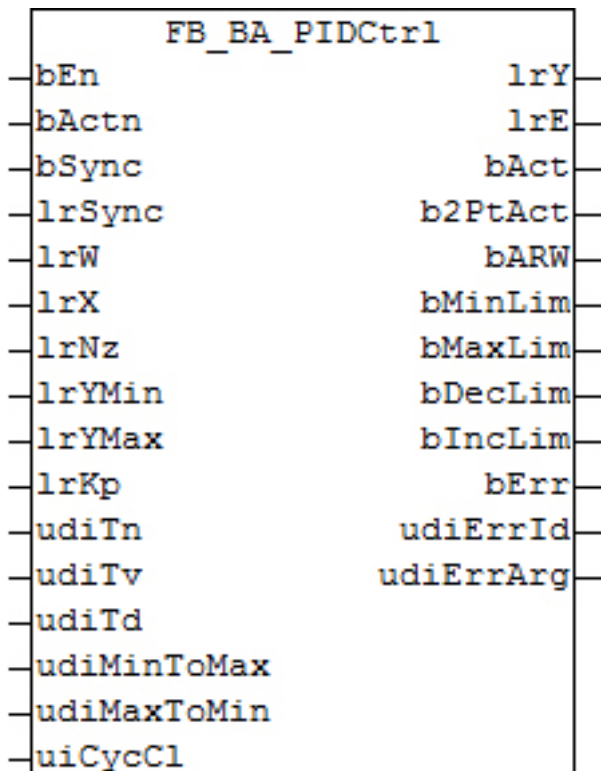 FB_BA_PIDCtrl
bEn lrY
bActn lrE
bSync bAct
lrSync b2PtAct
lrW bARW
lrX bMinLim
lrNz bMaxLim
lrYMin bDecLim
lrYMax bIncLim
lrKp bErr
udiTn udiErrId
udiTv udiErrArg
udiTd
udiMinToMax
udiMaxToMin
uiCycCl